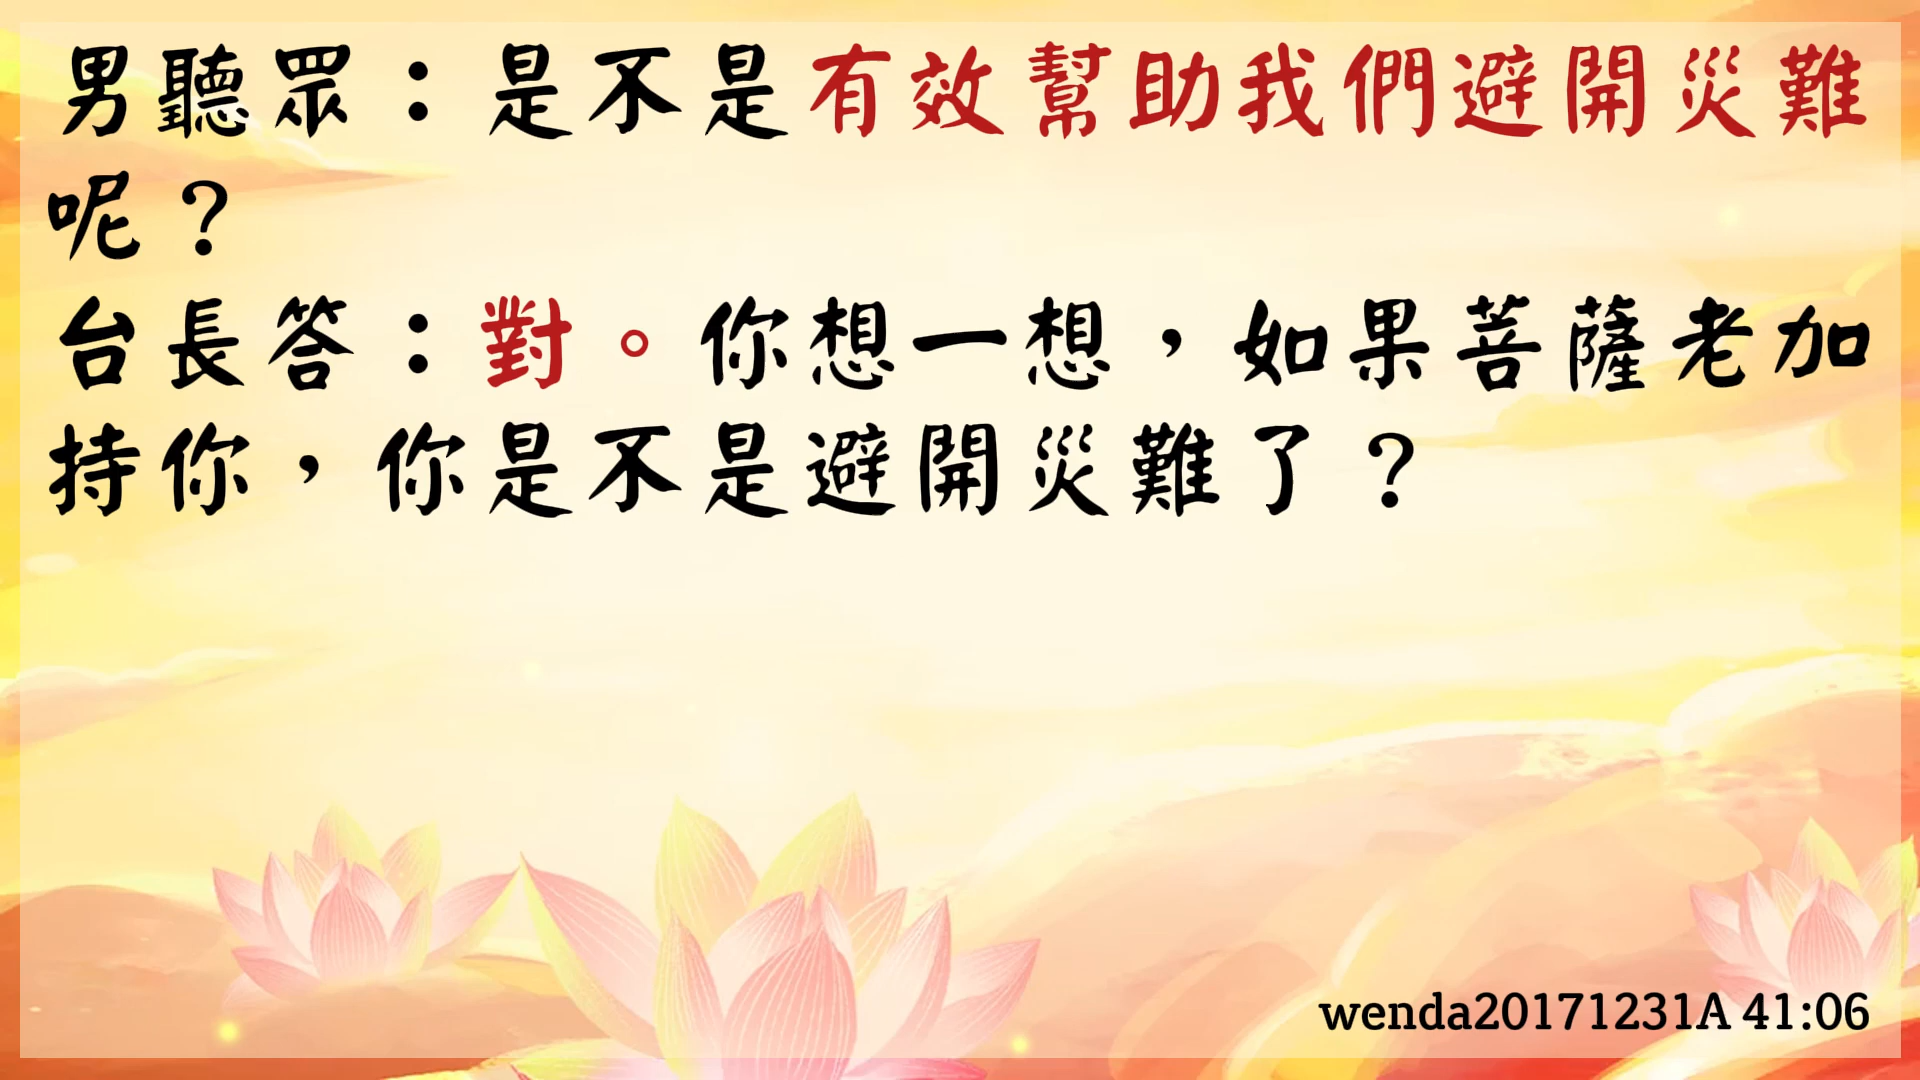 男聽眾：是不是有效幫助我們避開災難
呢？
台長答：對。你想一想，如果菩薩老加
持你，你是不是避開災難了？
wenda20171231A 41:06